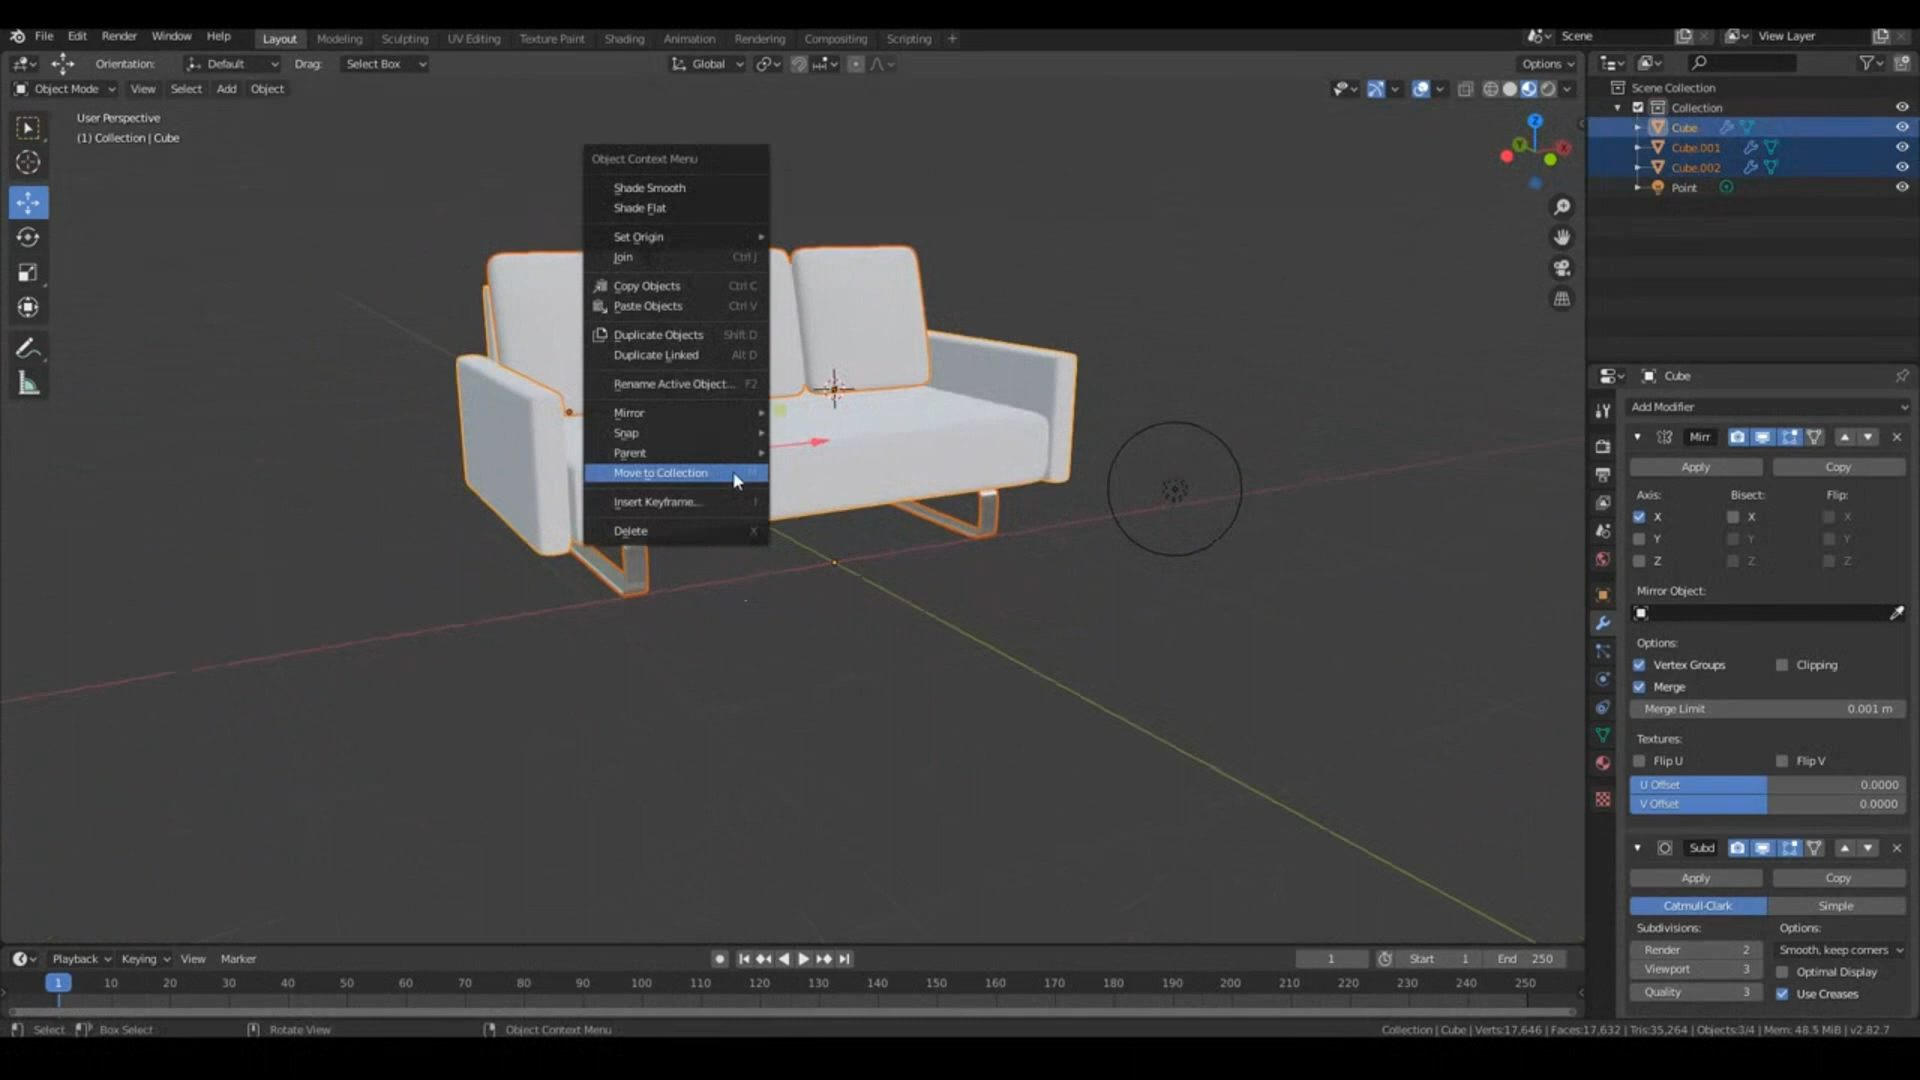 File Edit Render Window Help Layout Modeling Sculpting UV Editing Texture Paint Shading Animation Rendering Compositing Scripting + Scene View Layer
Orientation: Default Drag: Select Box Global Options
Object Mode View Select Add Object
User Perspective
(1) Collection | Cube
Object Context Menu
Shade Smooth
Shade Flat
Set Origin
Join Ctrl J
Copy Objects Ctrl C
Paste Objects Ctrl V
Duplicate Objects Shift D
Duplicate Linked Alt D
Rename Active Object... F2
Mirror
Snap
Parent
Move to Collection M
Insert Keyframe... I
Delete X
Z
Y
X
Scene Collection
Collection
Cube
Cube.001
Cube.002
Point
Cube
Add Modifier
Mirr
Apply Copy
Axis: Bisect: Flip:
X X X
Y Y Y
Z Z Z
Mirror Object:
Options:
Vertex Groups Clipping
Merge
Merge Limit 0.001 m
Textures:
Flip U Flip V
U Offset 0.0000
V Offset 0.0000
Subd
Apply Copy
Catmull-Clark Simple
Subdivisions: Options:
Render 2 Smooth, keep corners
Viewport 3 Optimal Display
Quality 3 Use Creases
Playback Keying View Marker 1 Start 1 End 250
1 10 20 30 40 50 60 70 80 90 100 110 120 130 140 150 160 170 180 190 200 210 220 230 240 250
Select Box Select Rotate View Object Context Menu Collection | Cube | Verts:17,646 | Faces:17,632 | Tris:35,264 | Objects:3/4 | Mem: 48.5 MiB | v2.82.7